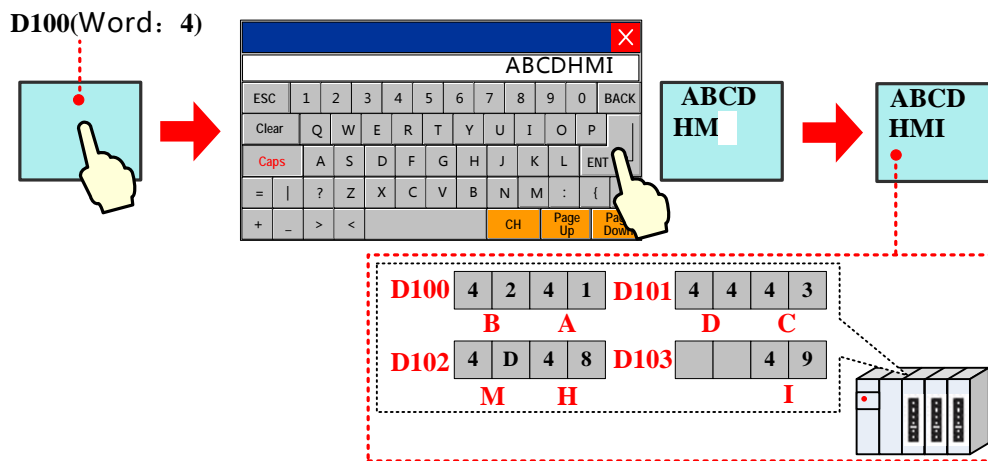 D100(Word：4)
ABCDHMI
ESC 1 2 3 4 5 6 7 8 9 0 BACK
Clear Q W E R T Y U I O P
Caps A S D F G H J K L ENT
= | ? Z X C V B N M : {
+ _ > < CH Page Up Page Down
ABCD
HM
ABCD
HMI
D100 4 2 4 1 D101 4 4 4 3
B A D C
D102 4 D 4 8 D103 4 9
M H I